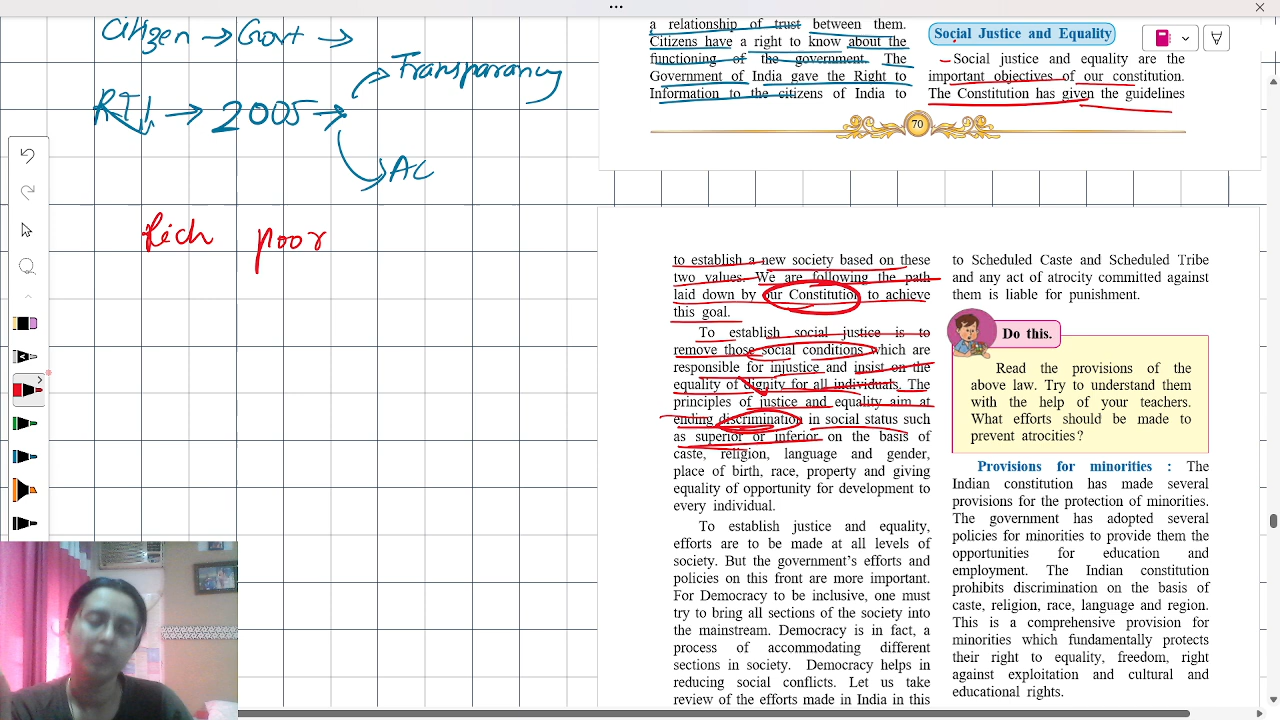 Citizen → Govt →
Transparancy
RTI → 2005 →
AC
Rich poor
a relationship of trust between them.
Citizens have a right to know about the
functioning of the government. The
Government of India gave the Right to
Information to the citizens of India to
Social Justice and Equality
Social justice and equality are the
important objectives of our constitution.
The Constitution has given the guidelines
70
to establish a new society based on these
two values. We are following the path
laid down by our Constitution to achieve
this goal.
To establish social justice is to
remove those social conditions which are
responsible for injustice and insist on the
equality of dignity for all individuals. The
principles of justice and equality aim at
ending discrimination in social status such
as superior or inferior on the basis of
caste, religion, language and gender,
place of birth, race, property and giving
equality of opportunity for development to
every individual.
To establish justice and equality,
efforts are to be made at all levels of
society. But the government's efforts and
policies on this front are more important.
For Democracy to be inclusive, one must
try to bring all sections of the society into
the mainstream. Democracy is in fact, a
process of accommodating different
sections in society. Democracy helps in
reducing social conflicts. Let us take
review of the efforts made in India in this
to Scheduled Caste and Scheduled Tribe
and any act of atrocity committed against
them is liable for punishment.
Do this.
Read the provisions of the
above law. Try to understand them
with the help of your teachers.
What efforts should be made to
prevent atrocities ?
Provisions for minorities : The
Indian constitution has made several
provisions for the protection of minorities.
The government has adopted several
policies for minorities to provide them the
opportunities for education and
employment. The Indian constitution
prohibits discrimination on the basis of
caste, religion, race, language and region.
This is a comprehensive provision for
minorities which fundamentally protects
their right to equality, freedom, right
against exploitation and cultural and
educational rights.